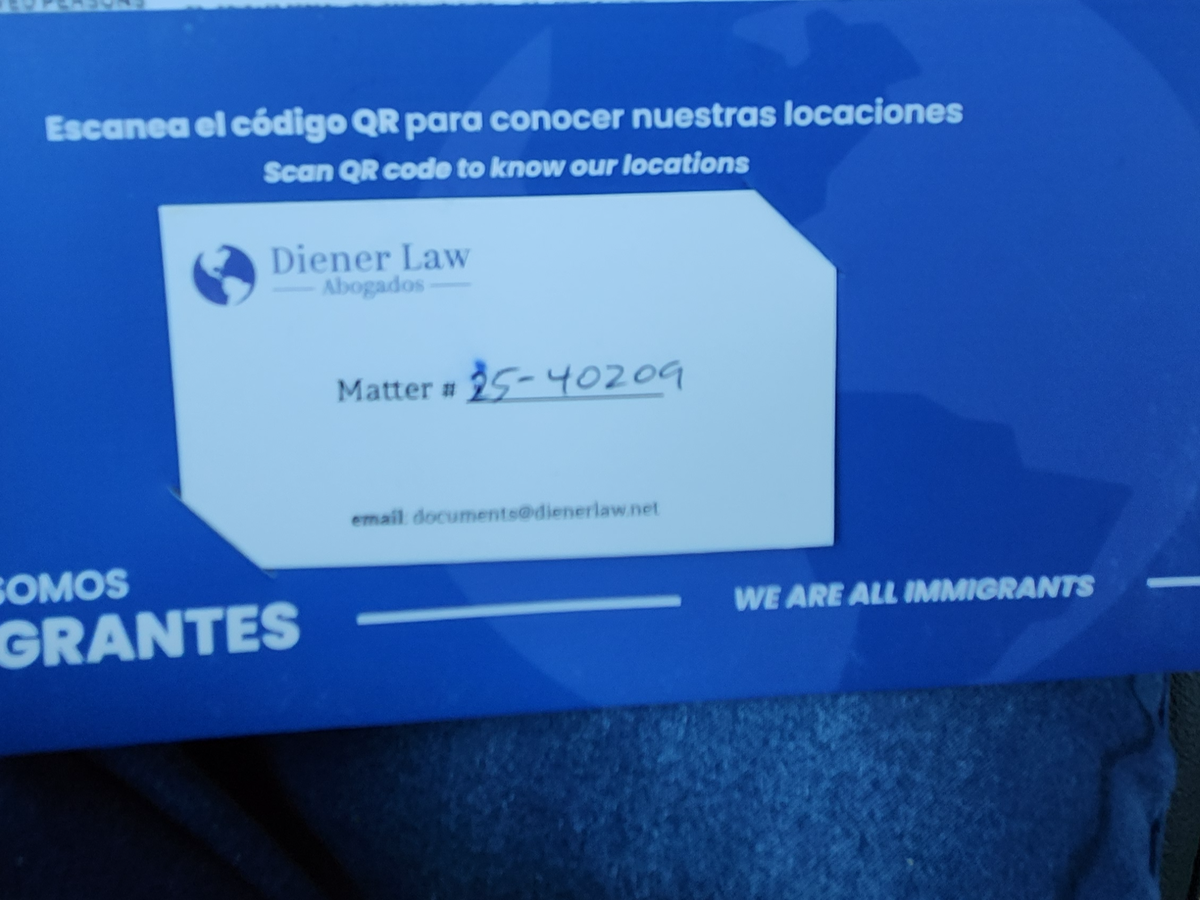 PERSONS
Escanea el código QR para conocer nuestras locaciones
Scan QR code to know our locations
Diener Law
Abogados
Matter # 25-40209
email: documents@dienerlaw.net
SOMOS
GRANTES
WE ARE ALL IMMIGRANTS